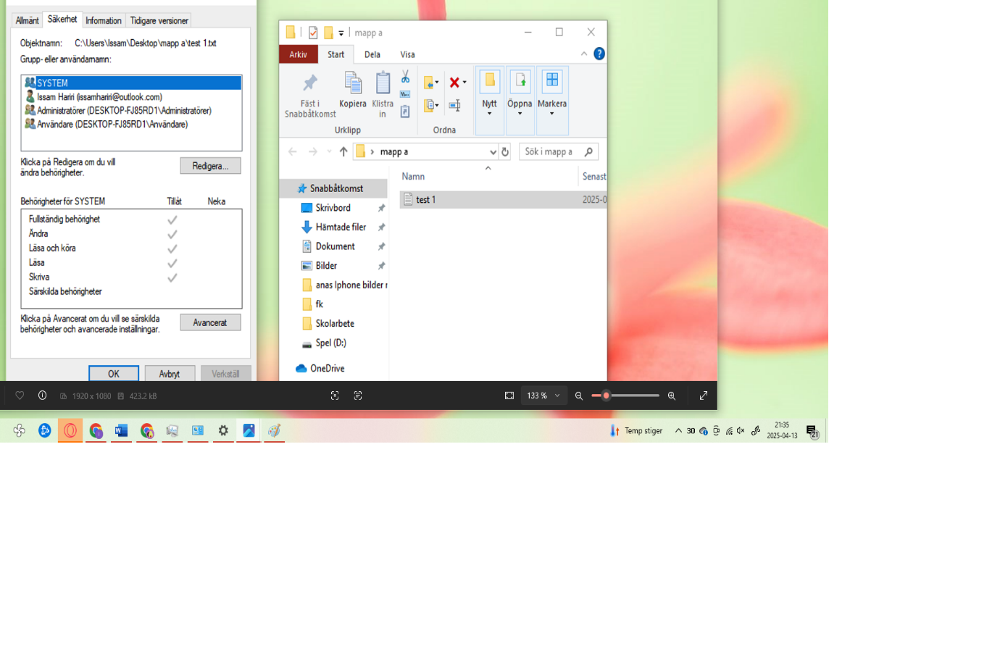 Allmänt Säkerhet Information Tidigare versioner
Objektnamn: C:\Users\Issam\Desktop\mapp a\test 1.txt
Grupp- eller användarnamn:
SYSTEM
Issam Hariri (issamhariri@outlook.com)
Administratörer (DESKTOP-FJ85RD1\Administratörer)
Användare (DESKTOP-FJ85RD1\Användare)
Klicka på Redigera om du vill
ändra behörigheter.
Redigera...
Behörigheter för SYSTEM Tillåt Neka
Fullständig behörighet
Ändra
Läsa och köra
Läsa
Skriva
Särskilda behörigheter
Klicka på Avancerat om du vill se särskilda
behörigheter och avancerade inställningar.
Avancerat
OK Avbryt Verkställ
mapp a
Arkiv Start Dela Visa
Fäst i
Snabbåtkomst
Kopiera
Klistra
in
Nytt
Öppna
Markera
Urklipp
Ordna
mapp a
Sök i mapp a
Namn Senast
test 1 2025-0
Snabbåtkomst
Skrivbord
Hämtade filer
Dokument
Bilder
anas Iphone bilder r
fk
Skolarbete
Spel (D:)
OneDrive
1920 x 1080 423.2 kB
133 %
Temp stiger
30
21:35
2025-04-13
21